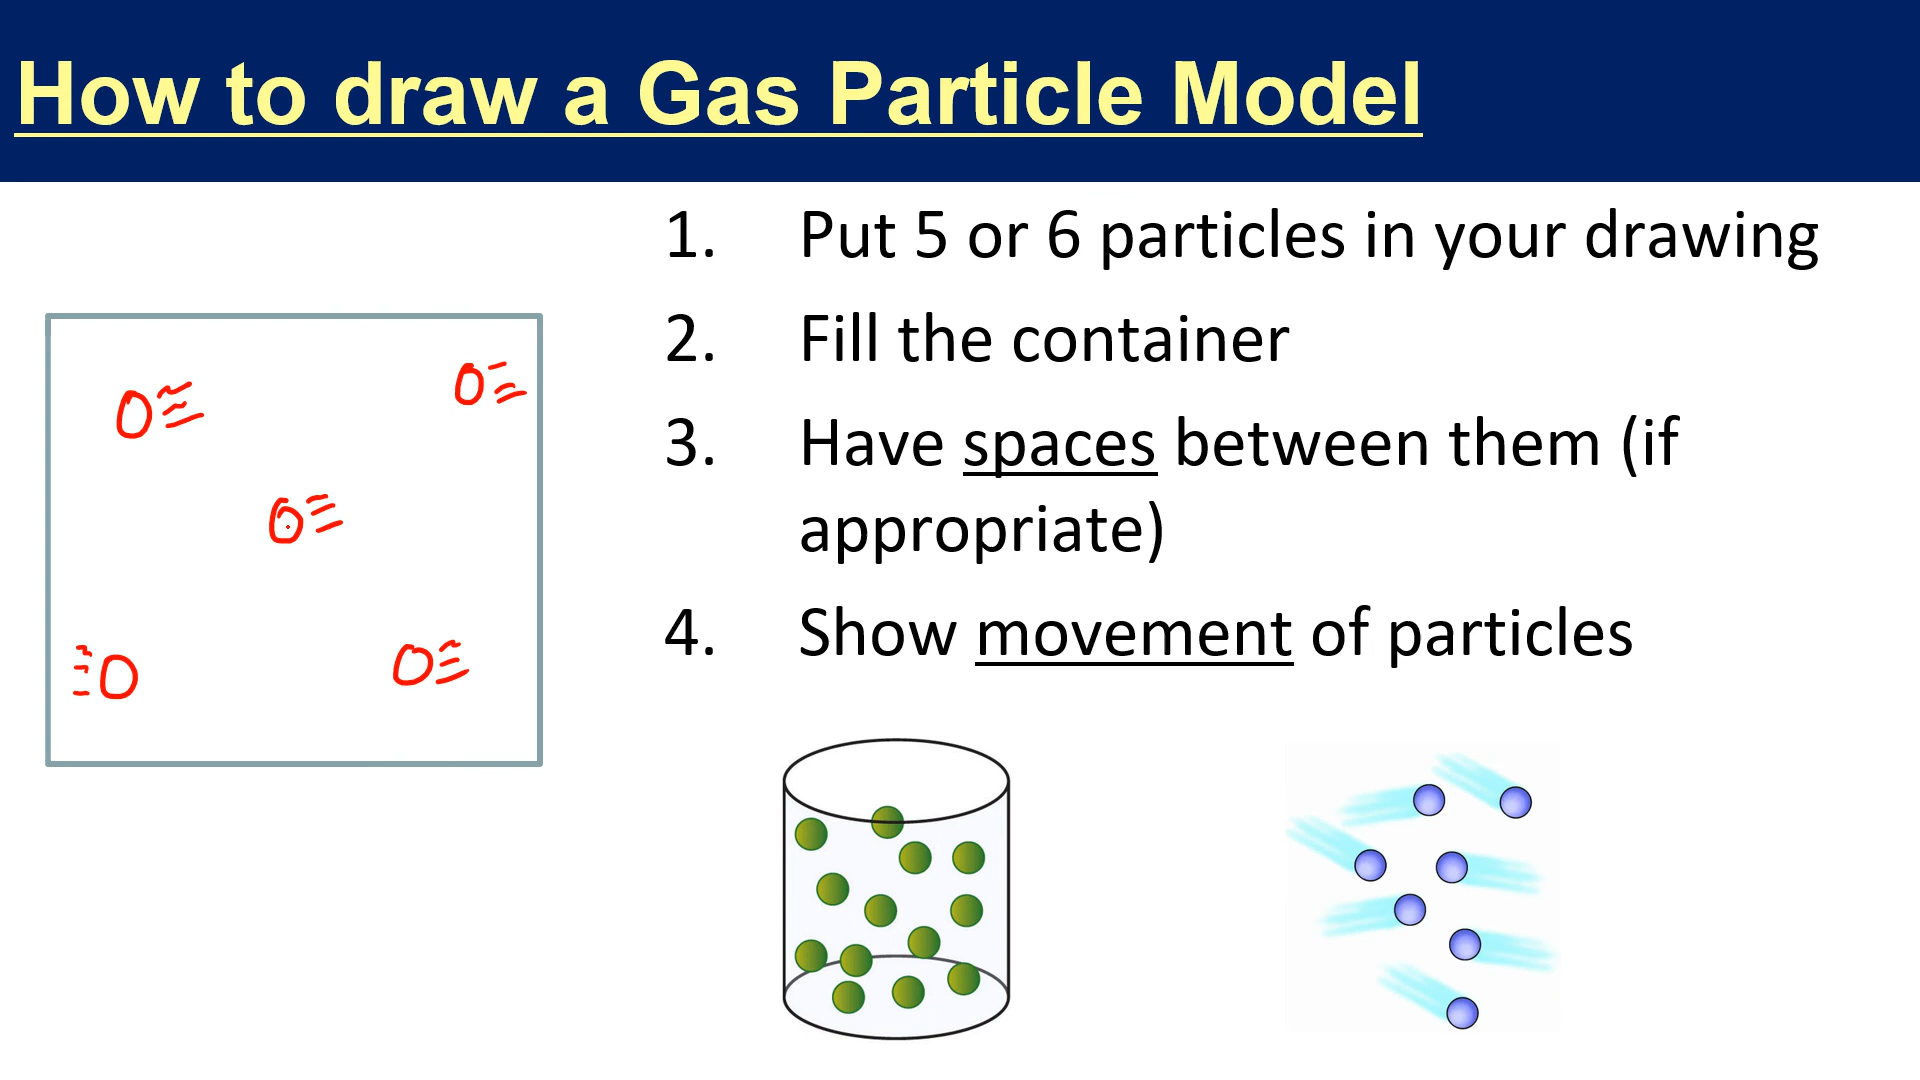 How to draw a Gas Particle Model
1. Put 5 or 6 particles in your drawing
2. Fill the container
3. Have spaces between them (if
appropriate)
4. Show movement of particles